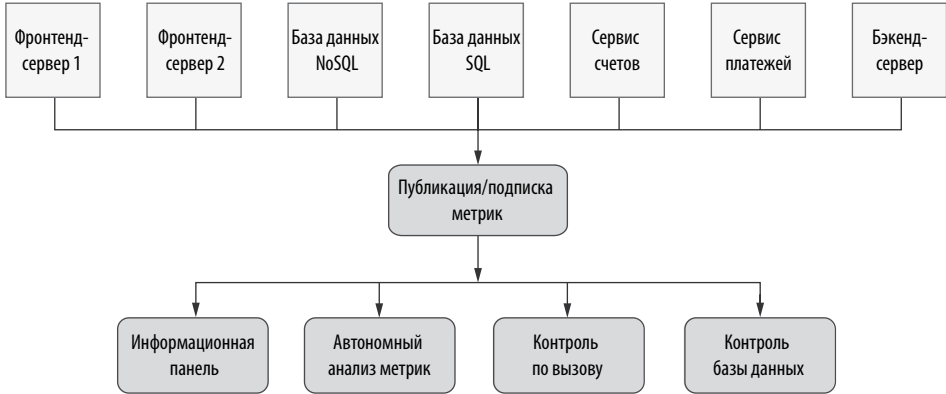 Фронтенд-
сервер 1
Фронтенд-
сервер 2
База данных
NoSQL
База данных
SQL
Сервис
счетов
Сервис
платежей
Бэкенд-
сервер
Публикация/подписка
метрик
Информационная
панель
Автономный
анализ метрик
Контроль
по вызову
Контроль
базы данных